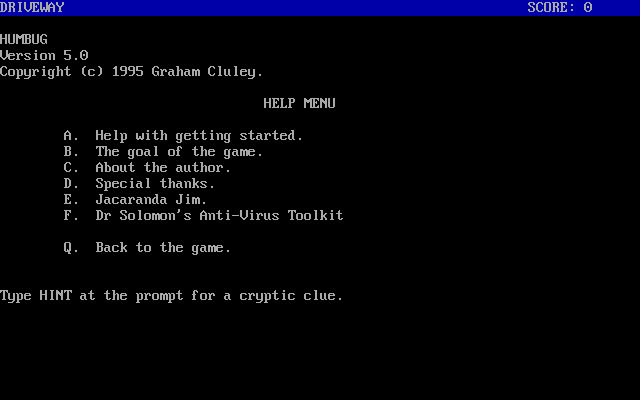 DRIVEWAY SCORE: 0
HUMBUG
Version 5.0
Copyright (c) 1995 Graham Cluley.
HELP MENU
A. Help with getting started.
B. The goal of the game.
C. About the author.
D. Special thanks.
E. Jacaranda Jim.
F. Dr Solomon's Anti-Virus Toolkit
Q. Back to the game.
Type HINT at the prompt for a cryptic clue.